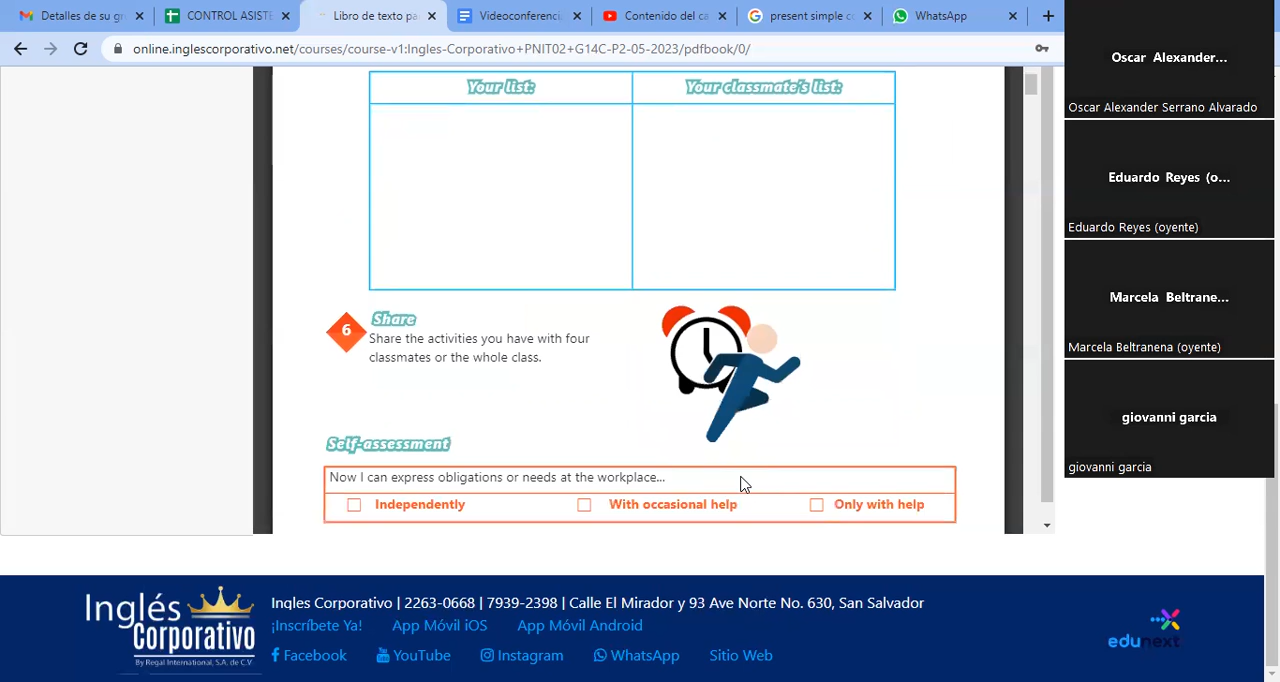 Detalles de su gr
CONTROL ASISTE
Libro de texto pa
Videoconferenci
Contenido del ca
present simple c
WhatsApp
online.inglescorporativo.net/courses/course-v1:Ingles-Corporativo+PNIT02+G14C-P2-05-2023/pdfbook/0/
Your list:
Your classmate's list:
6
Share
Share the activities you have with four
classmates or the whole class.
Self-assessment
Now I can express obligations or needs at the workplace...
Independently
With occasional help
Only with help
Oscar Alexander...
Oscar Alexander Serrano Alvarado
Eduardo Reyes (o...
Eduardo Reyes (oyente)
Marcela Beltrane...
Marcela Beltranena (oyente)
giovanni garcia
giovanni garcia
Inglés
Corporativo
By Regal International, S.A. de C.V
Ingles Corporativo | 2263-0668 | 7939-2398 | Calle El Mirador y 93 Ave Norte No. 630, San Salvador
¡Inscríbete Ya!
App Móvil iOS
App Móvil Android
Facebook
YouTube
Instagram
WhatsApp
Sitio Web
edunext